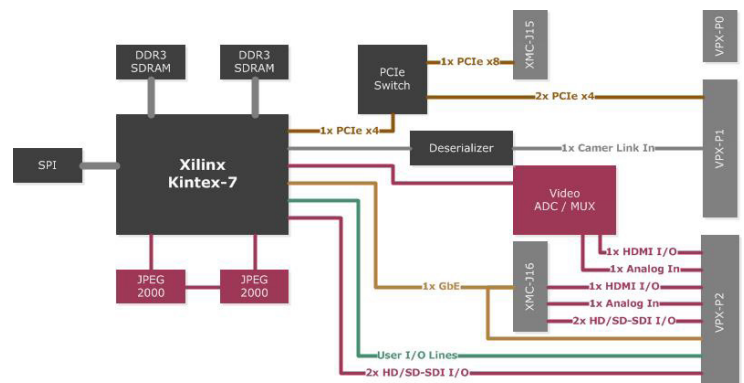 DDR3
SDRAM
DDR3
SDRAM
PCIe
Switch
1x PCIe x8
XMC-J15
VPX-P0
2x PCIe x4
1x PCIe x4
SPI
Xilinx
Kintex-7
Deserializer
1x Camer Link In
VPX-P1
Video
ADC / MUX
JPEG
2000
JPEG
2000
1x GbE
XMC-J16
1x HDMI I/O
1x Analog In
1x HDMI I/O
1x Analog In
2x HD/SD-SDI I/O
VPX-P2
User I/O Lines
2x HD/SD-SDI I/O